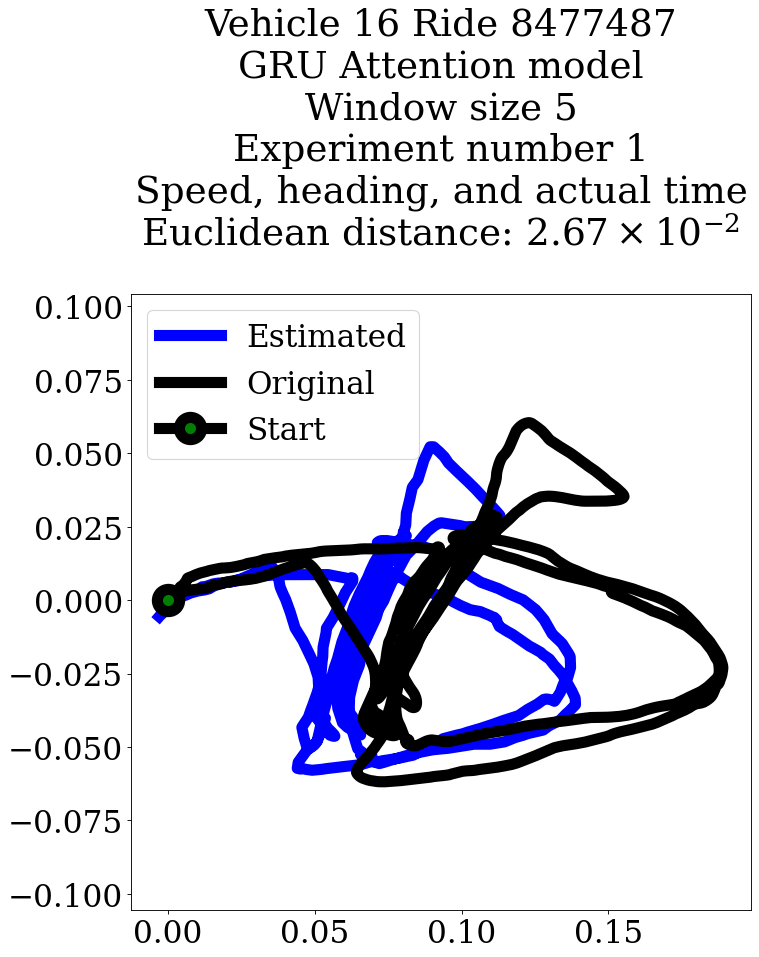 Vehicle 16 Ride 8477487
GRU Attention model
Window size 5
Experiment number 1
Speed, heading, and actual time
Euclidean distance: 2.67 × 10⁻²
Estimated
Original
Start
0.100
0.075
0.050
0.025
0.000
−0.025
−0.050
−0.075
−0.100
0.00 0.05 0.10 0.15